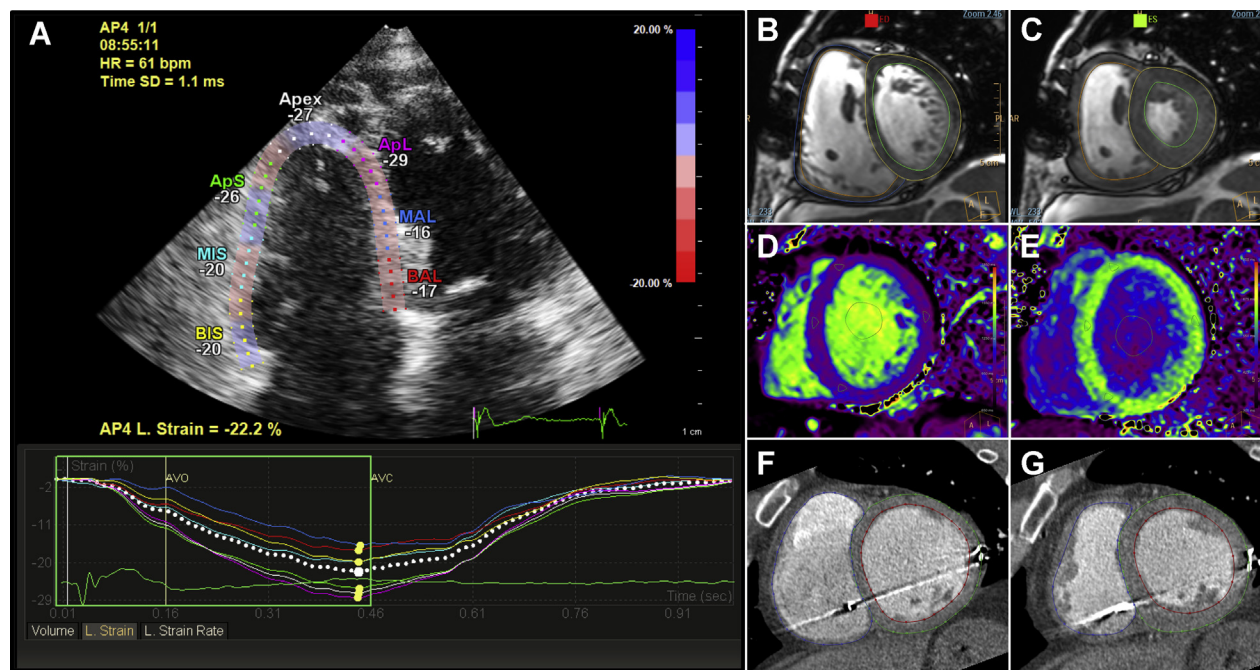 A
AP4 1/1
08:55:11
HR = 61 bpm
Time SD = 1.1 ms
20.00 %
Apex
-27
ApL
-29
ApS
-26
MAL
-16
MIS
-20
BAL
-17
-20.00 %
BIS
-20
AP4 L. Strain = -22.2 %
1 cm
Strain (%)
AVO
AVC
-2
-11
-20
-29
Time (sec)
0.01 0.16 0.31 0.46 0.61 0.76 0.91
Volume L. Strain L. Strain Rate
B
ED
Zoom 2.46
C
ES
D
E
F
G